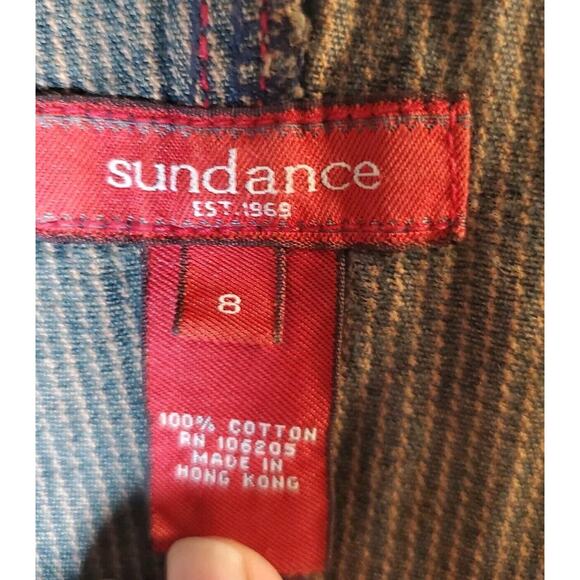 sundance
EST.1969
8
100% COTTON
RN 106205
MADE IN
HONG KONG